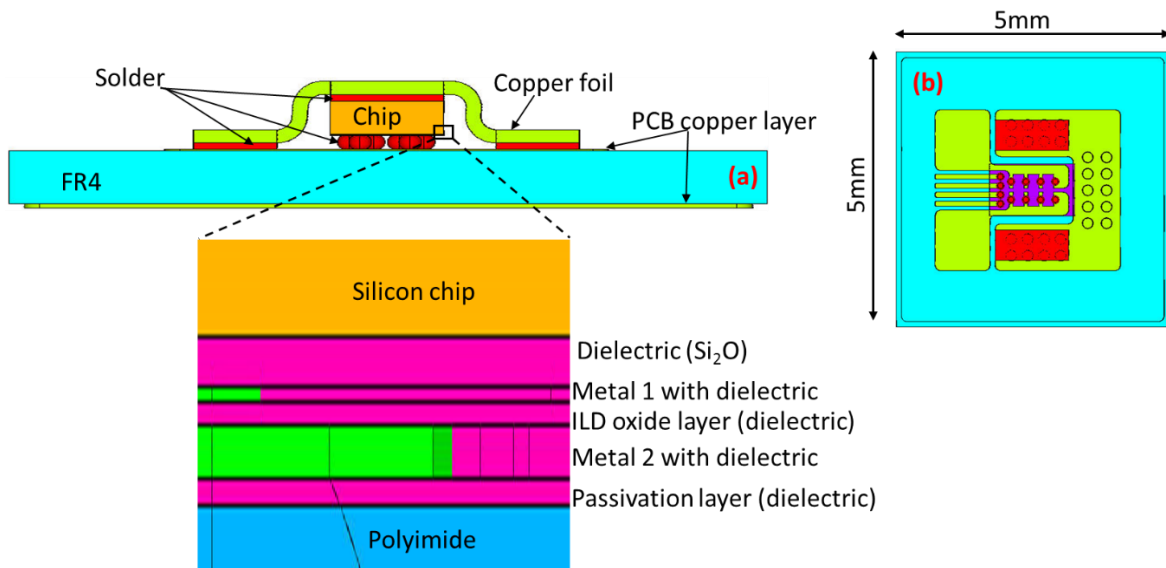 Solder
Copper foil
Chip
PCB copper layer
FR4
(a)
5mm
(b)
5mm
Silicon chip
Dielectric (Si₂O)
Metal 1 with dielectric
ILD oxide layer (dielectric)
Metal 2 with dielectric
Passivation layer (dielectric)
Polyimide